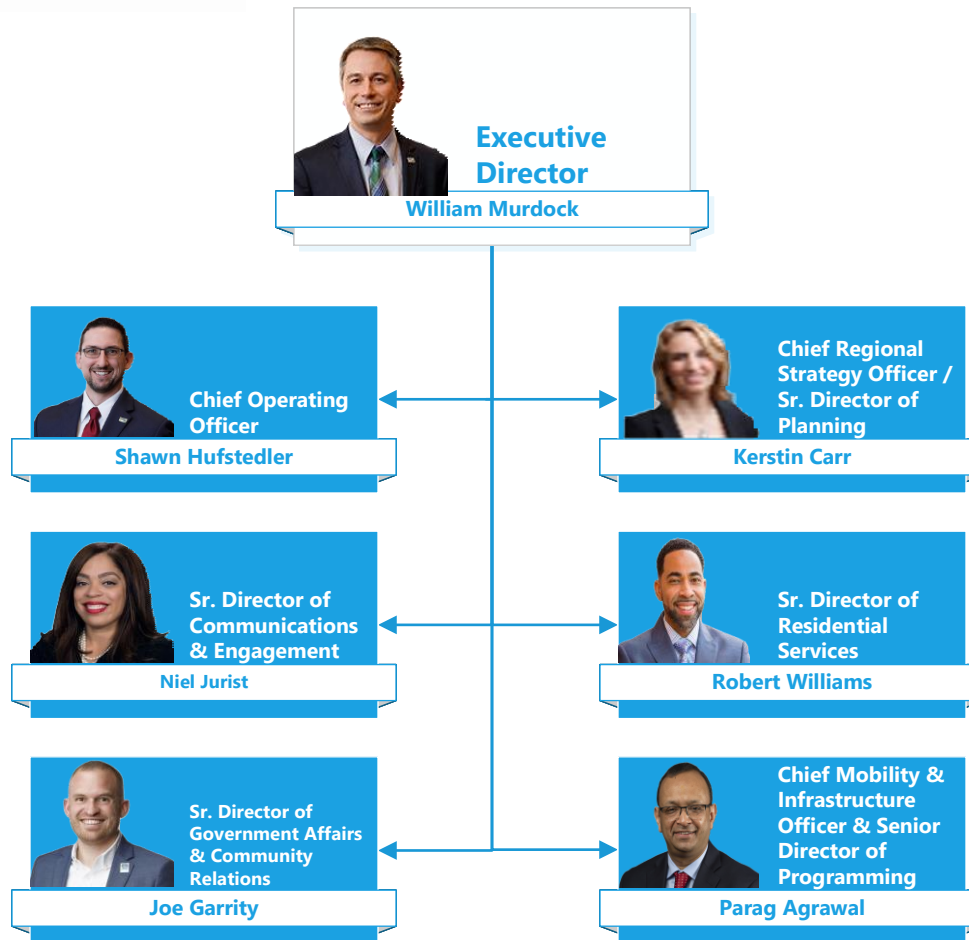 Executive
Director
William Murdock
Chief Operating
Officer
Shawn Hufstedler
Chief Regional
Strategy Officer /
Sr. Director of
Planning
Kerstin Carr
Sr. Director of
Communications
& Engagement
Niel Jurist
Sr. Director of
Residential
Services
Robert Williams
Sr. Director of
Government Affairs
& Community
Relations
Joe Garrity
Chief Mobility &
Infrastructure
Officer & Senior
Director of
Programming
Parag Agrawal